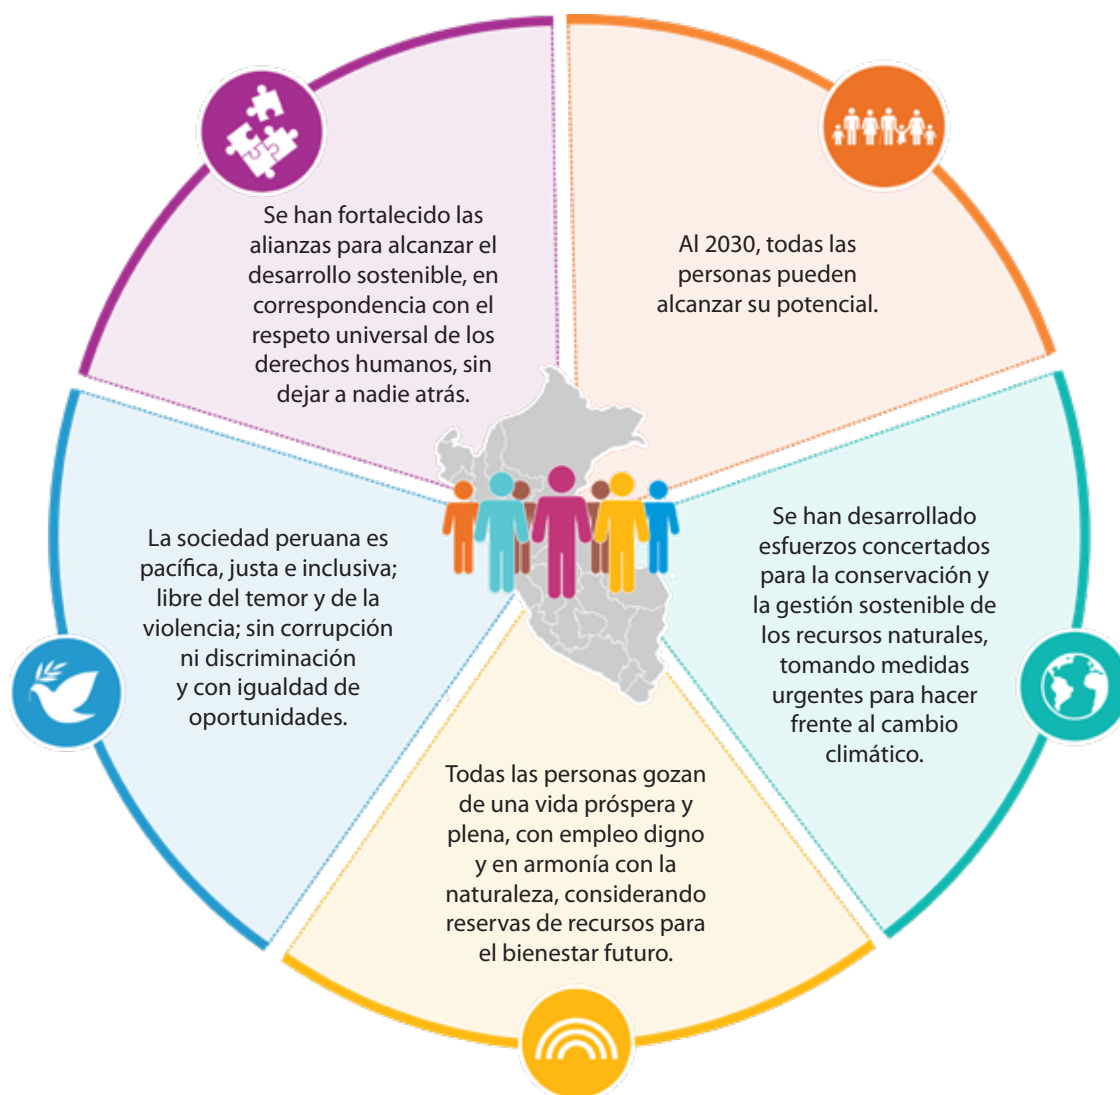 Se han fortalecido las
alianzas para alcanzar el
desarrollo sostenible, en
correspondencia con el
respeto universal de los
derechos humanos, sin
dejar a nadie atrás.
Al 2030, todas las
personas pueden
alcanzar su potencial.
Se han desarrollado
esfuerzos concertados
para la conservación y
la gestión sostenible de
los recursos naturales,
tomando medidas
urgentes para hacer
frente al cambio
climático.
La sociedad peruana es
pacífica, justa e inclusiva;
libre del temor y de la
violencia; sin corrupción
ni discriminación
y con igualdad de
oportunidades.
Todas las personas gozan
de una vida próspera y
plena, con empleo digno
y en armonía con la
naturaleza, considerando
reservas de recursos para
el bienestar futuro.